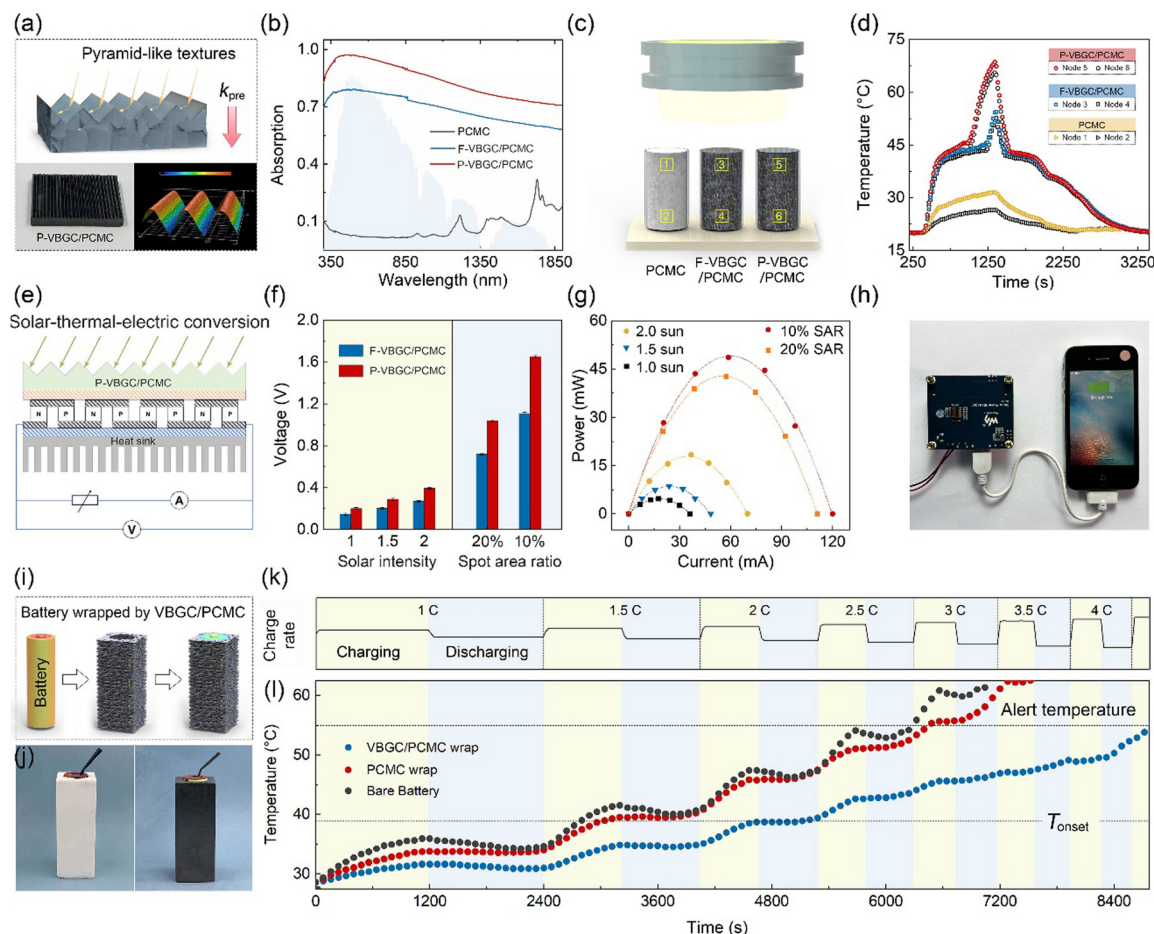 (a)
Pyramid-like textures
kpre
P-VBGC/PCMC
(b)
1.0
0.7
0.4
0.1
Absorption
PCMC
F-VBGC/PCMC
P-VBGC/PCMC
350 850 1350 1850
Wavelength (nm)
(c)
1 3 5
2 4 6
PCMC F-VBGC P-VBGC
/PCMC /PCMC
(d)
75
60
45
30
15
Temperature (°C)
P-VBGC/PCMC
Node 5 Node 6
F-VBGC/PCMC
Node 3 Node 4
PCMC
Node 1 Node 2
250 1250 2250 3250
Time (s)
(e)
Solar-thermal-electric conversion
P-VBGC/PCMC
N P N P N P N P
Heat sink
A
V
(f)
2.0
1.6
1.2
0.8
0.4
0.0
Voltage (V)
F-VBGC/PCMC
P-VBGC/PCMC
1 1.5 2 20% 10%
Solar intensity Spot area ratio
(g)
60
45
30
15
0
Power (mW)
2.0 sun
1.5 sun
1.0 sun
10% SAR
20% SAR
0 30 60 90 120
Current (mA)
(h)
(i)
Battery wrapped by VBGC/PCMC
Battery
(j)
(k)
Charge
rate
1 C 1.5 C 2 C 2.5 C 3 C 3.5 C 4 C
Charging Discharging
(l)
60
50
40
30
Temperature (°C)
Alert temperature
VBGC/PCMC wrap
PCMC wrap
Bare Battery
Tonset
0 1200 2400 3600 4800 6000 7200 8400
Time (s)